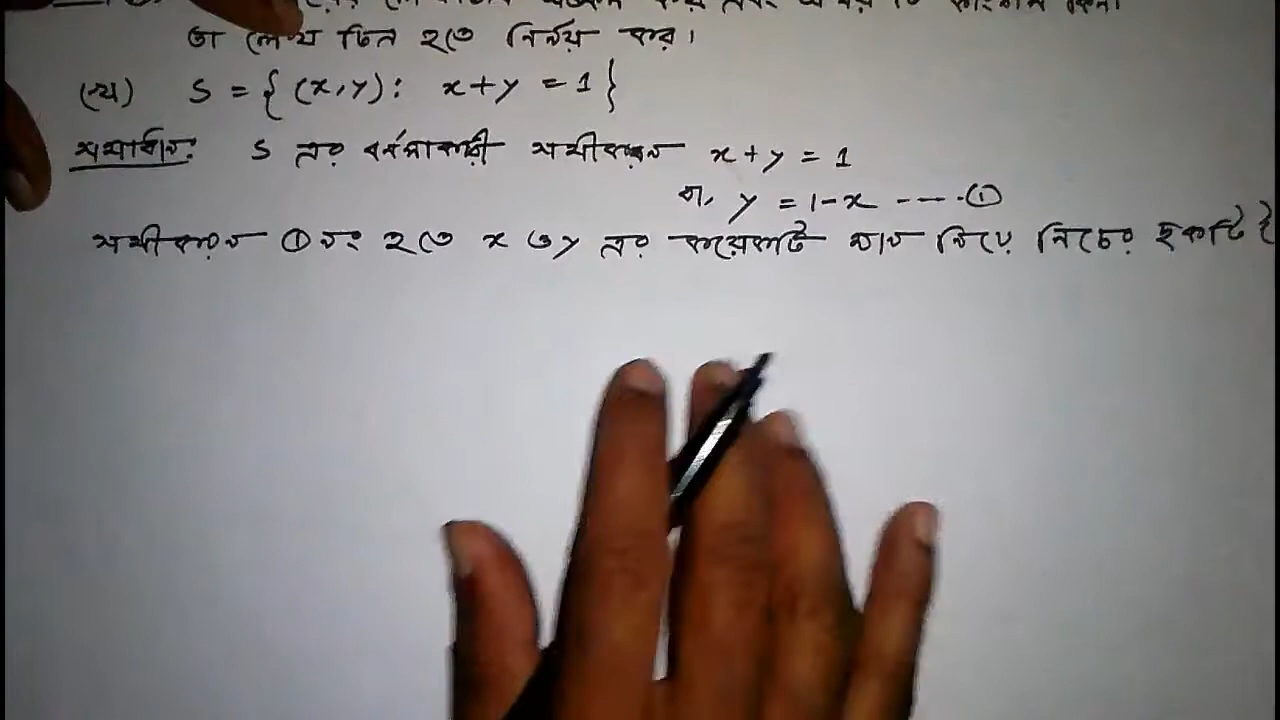 তা লেখ চিত্র হতে নির্ণয় কর।
(খ) S = { (x,y): x+y = 1 }
সমাধান: S এর বর্ণনাকারী সমীকরণ x + y = 1
বা, y = 1-x ----- ①
সমীকরণ ① নং হতে x ও y এর কয়েকটি মান নিয়ে নিচের ছকটি